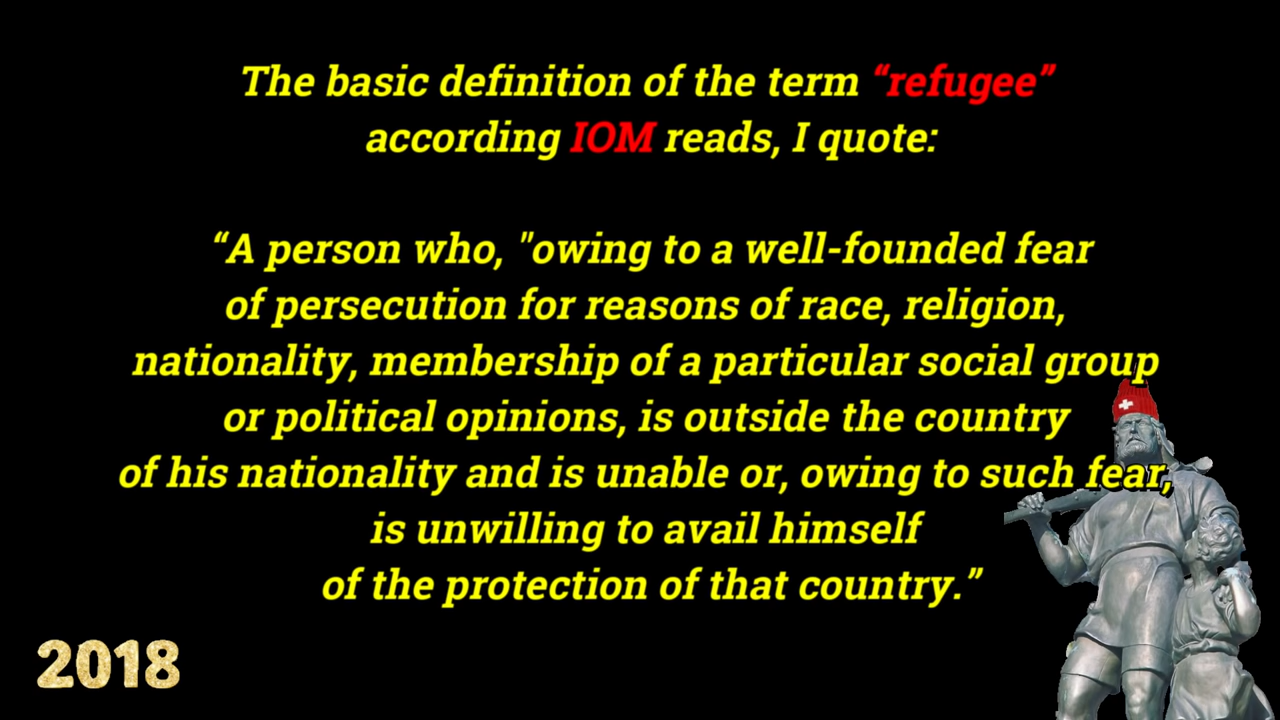 The basic definition of the term “refugee”
according IOM reads, I quote:
“A person who, "owing to a well-founded fear
of persecution for reasons of race, religion,
nationality, membership of a particular social group
or political opinions, is outside the country
of his nationality and is unable or, owing to such fear,
is unwilling to avail himself
of the protection of that country.”
2018